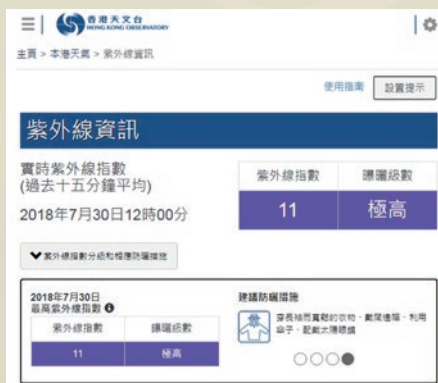 香港天文台
HONG KONG OBSERVATORY
主頁 > 本港天氣 > 紫外線資訊
使用指南
設置提示
紫外線資訊
實時紫外線指數
(過去十五分鐘平均)
2018年7月30日12時00分
紫外線指數 曝曬級數
11 極高
紫外線指數分級和相應防曬措施
2018年7月30日
最高紫外線指數
紫外線指數 曝曬級數
11 極高
建議防曬措施
穿長袖而寬鬆的衣物、戴闊邊帽、利用
傘子、配戴太陽眼鏡